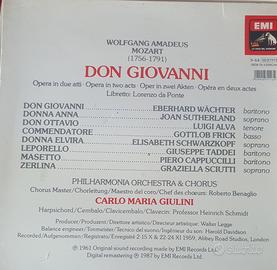 WOLFGANG AMADEUS
MOZART
(1756-1791)
EMI
DON GIOVANNI
Opera in due atti · Opera in two acts · Oper in zwei Akten · Opéra en deux actes
Libretto: Lorenzo da Ponte
DON GIOVANNI EBERHARD WÄCHTER baritono
DONNA ANNA JOAN SUTHERLAND soprano
DON OTTAVIO LUIGI ALVA tenore
COMMENDATORE GOTTLOB FRICK basso
DONNA ELVIRA ELISABETH SCHWARZKOPF soprano
LEPORELLO GIUSEPPE TADDEI baritono
MASETTO PIERO CAPPUCCILLI baritono
ZERLINA GRAZIELLA SCIUTTI soprano
PHILHARMONIA ORCHESTRA & CHORUS
Chorus Master/Chorleitung/Maestro del coro/Chef des choeurs: Roberto Benaglio
CARLO MARIA GIULINI
Harpsichord/Cembalo/Clavicembalo/Clavecin: Professor Heinrich Schmidt
Producer/Produzent/Direttore artistico/Directeur artistique: Walter Legge
Balance engineer/Tonmeister/Tecnico del suono/Ingénieur du son: Harold Davidson
Recorded/Aufgenommen/Registrato/Enregistré 2-15 X & 22-24 XI 1959, Abbey Road Studios, London
℗ 1961 Original sound recording made by EMI Records Ltd.
Digital remastering ℗ 1987 by EMI Records Ltd.